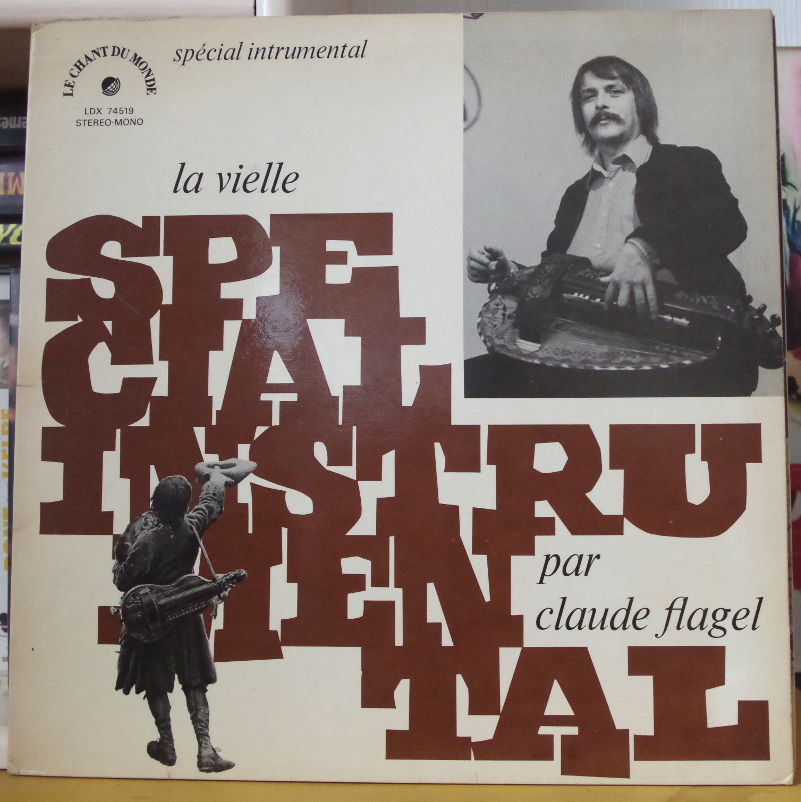 LE CHANT DU MONDE
LDX 74519
STEREO-MONO
spécial intrumental
la vielle
SPE
CIAL
INSTRU
MEN
TAL
par
claude flagel